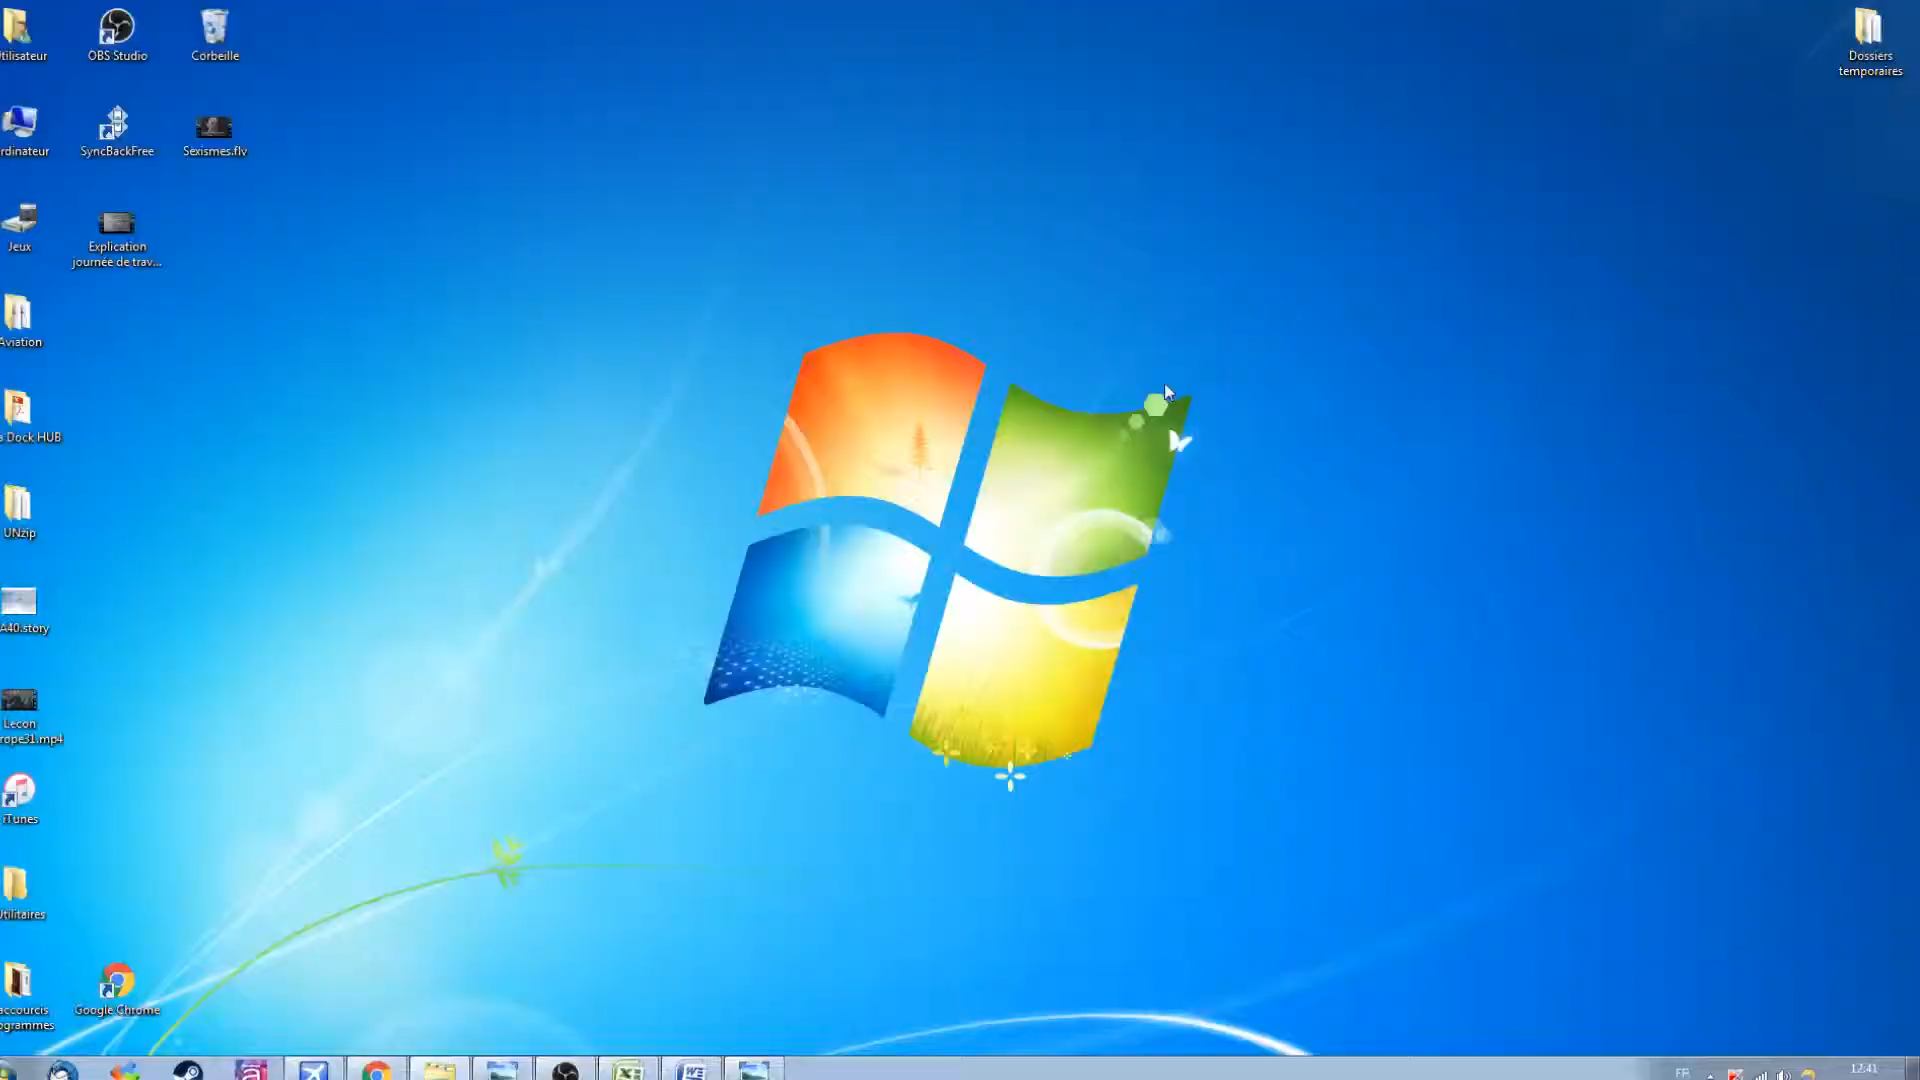 tilisateur
OBS Studio
Corbeille
Dossiers
temporaires
rdinateur
SyncBackFree
Sexismes.flv
Jeux
Explication
journée de trav...
Aviation
a Dock HUB
UNzip
A40.story
Lecon
rope31.mp4
iTunes
Utilitaires
accourcis
ogrammes
Google Chrome
FR
12:41